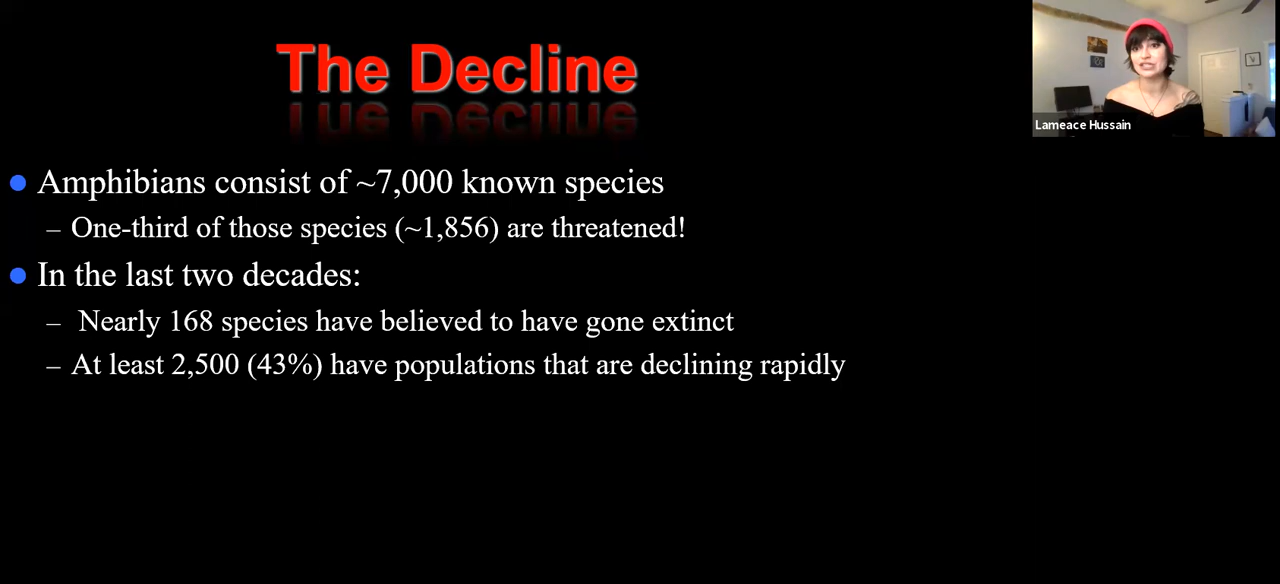 The Decline
Lameace Hussain
Amphibians consist of ~7,000 known species
– One-third of those species (~1,856) are threatened!
In the last two decades:
– Nearly 168 species have believed to have gone extinct
– At least 2,500 (43%) have populations that are declining rapidly